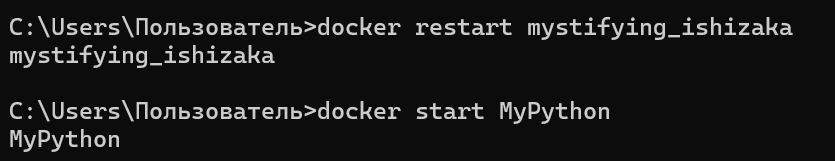 C:\Users\Пользователь>docker restart mystifying_ishizaka
mystifying_ishizaka
C:\Users\Пользователь>docker start MyPython
MyPython